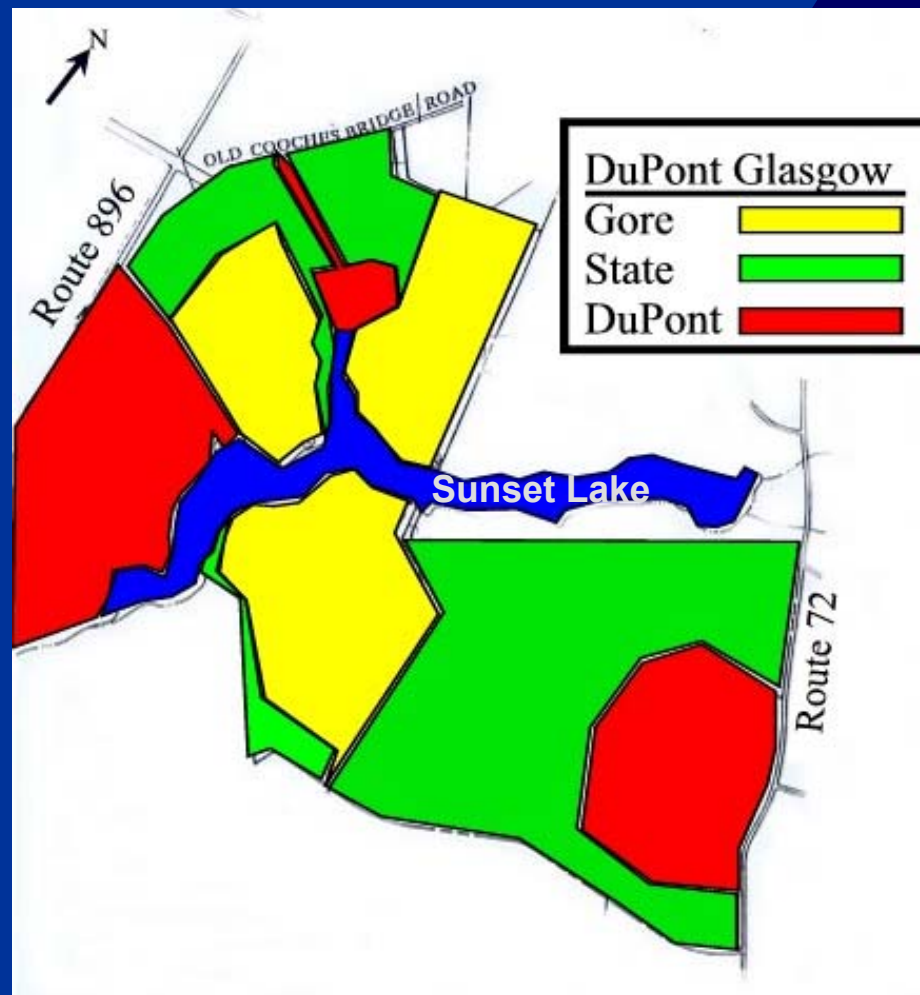 N
OLD COOCHES BRIDGE ROAD
Route 896
DuPont Glasgow
Gore
State
DuPont
Sunset Lake
Route 72